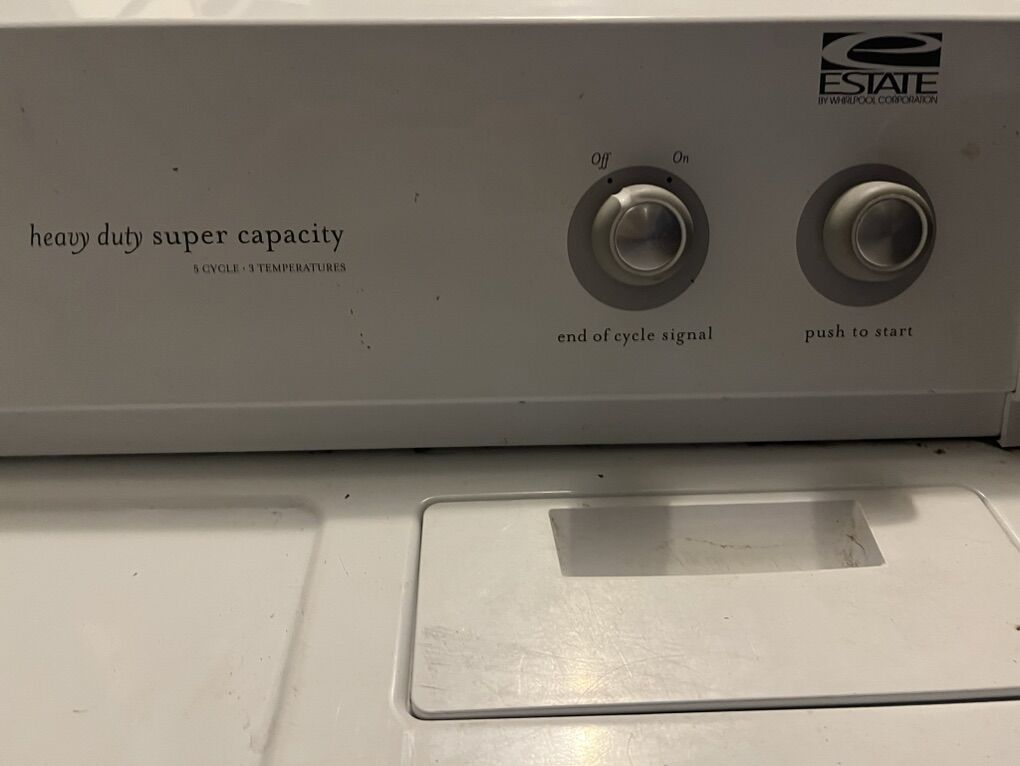 ESTATE
BY WHIRLPOOL CORPORATION
Off On
heavy duty super capacity
5 CYCLE · 3 TEMPERATURES
end of cycle signal
push to start